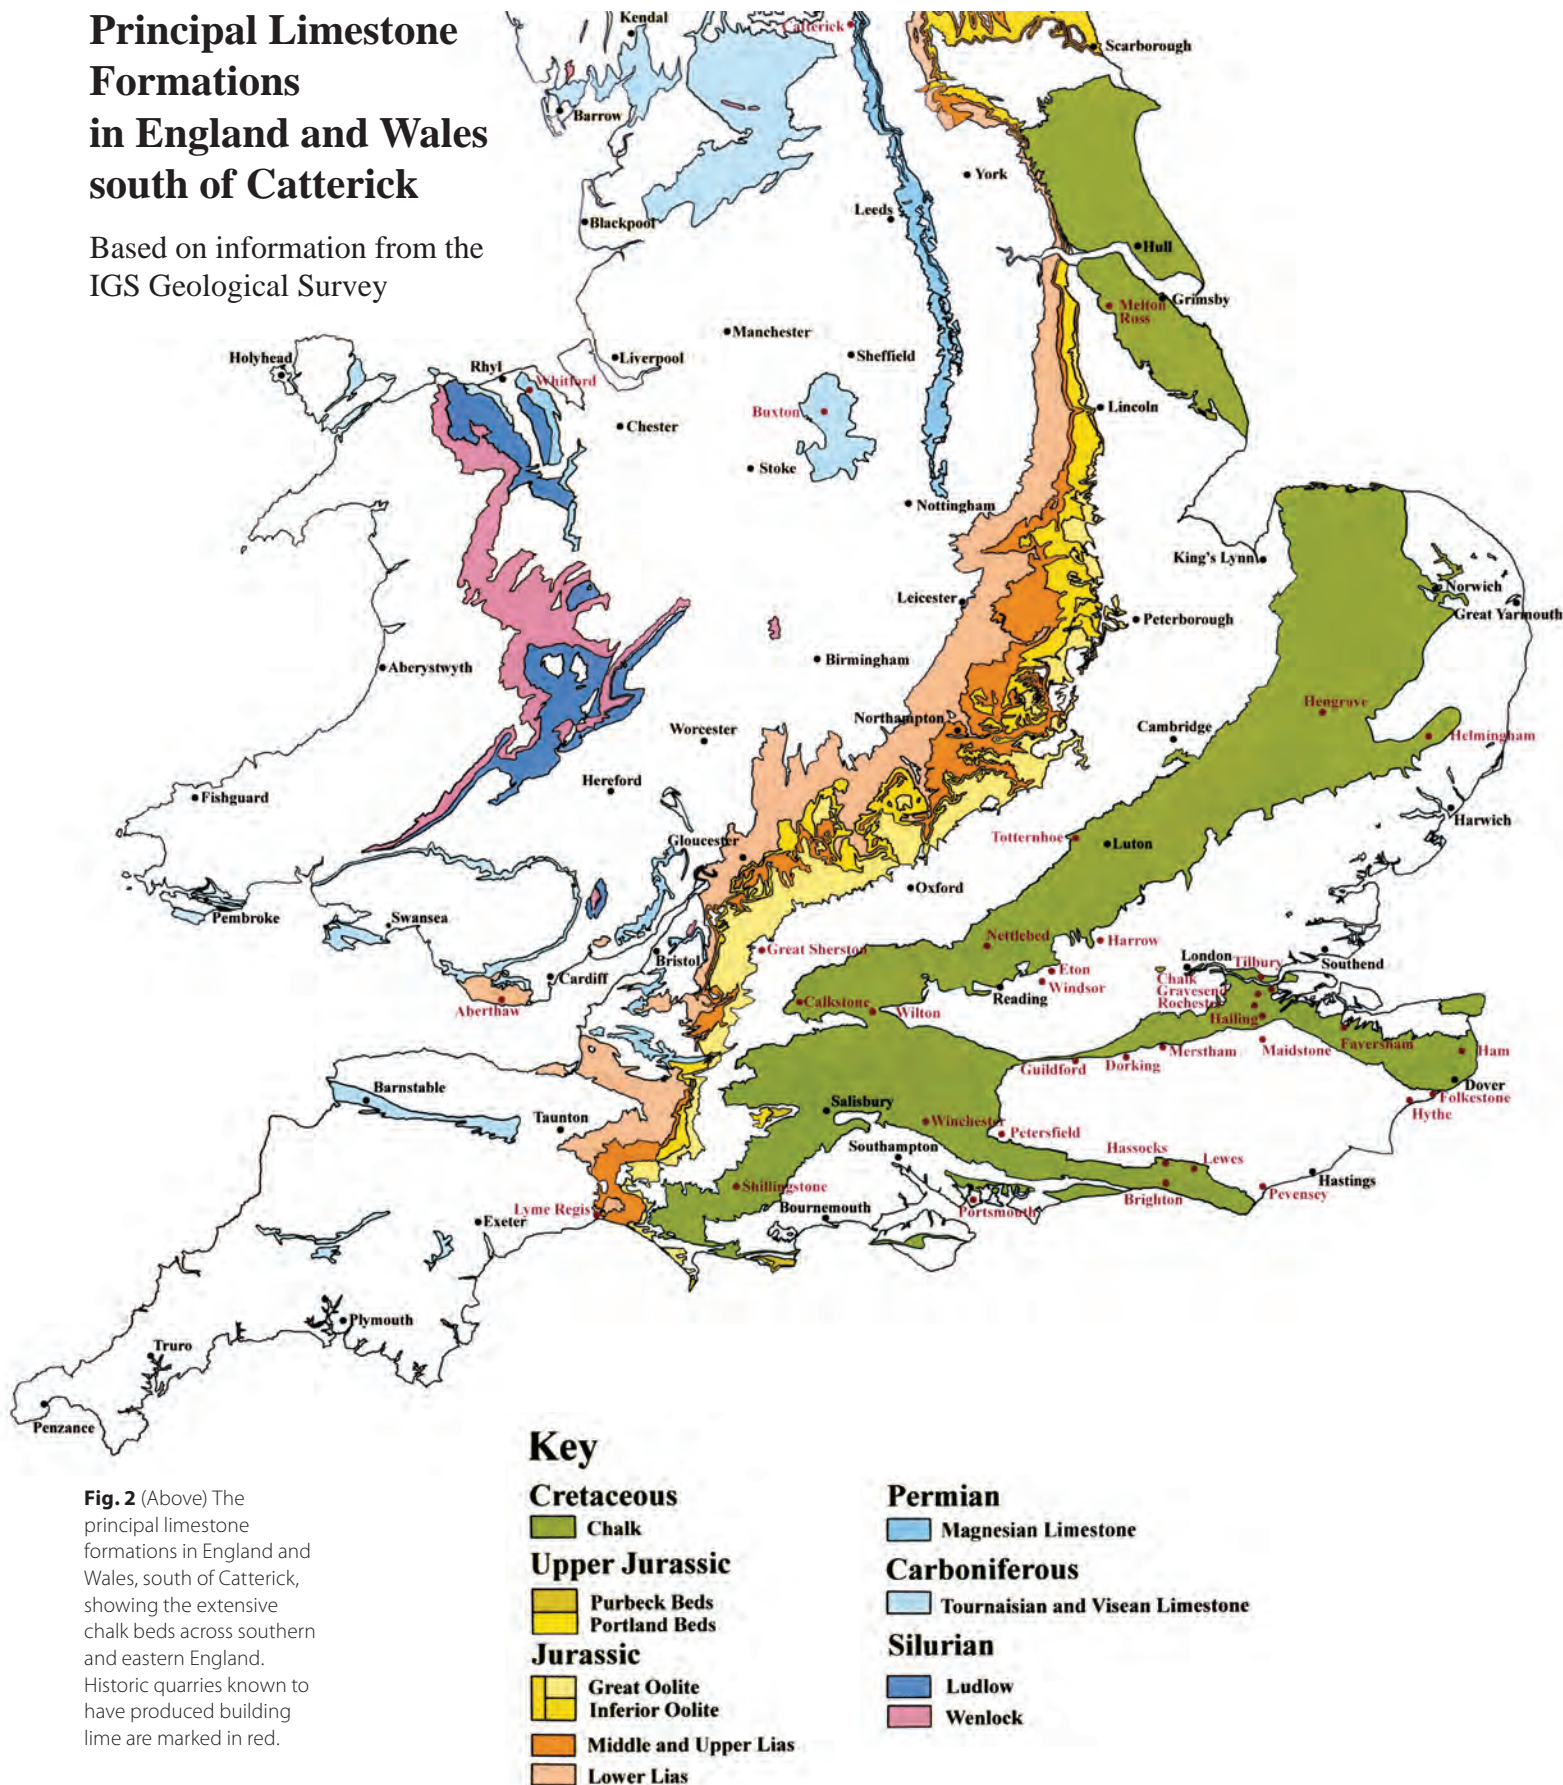 Principal Limestone
Formations
in England and Wales
south of Catterick
Based on information from the
IGS Geological Survey
Kendal
Catterick
Scarborough
Barrow
York
Leeds
Blackpool
Hull
Grimsby
Melton
Ross
Manchester
Sheffield
Holyhead
Liverpool
Rhyl
Whitford
Buxton
Lincoln
Chester
Stoke
Nottingham
King's Lynn
Norwich
Great Yarmouth
Leicester
Peterborough
Birmingham
Aberystwyth
Hengrave
Northampton
Worcester
Cambridge
Helmingham
Hereford
Fishguard
Harwich
Totternhoe
Luton
Gloucester
Oxford
Pembroke
Swansea
Nettlebed
Harrow
Great Sherston
London
Tilbury
Southend
Bristol
Cardiff
Eton
Windsor
Reading
Chalk
Gravesend
Rochester
Aberthaw
Calkstone
Wilton
Halling
Faversham
Maidstone
Ham
Merstham
Dorking
Guildford
Barnstable
Dover
Folkestone
Hythe
Salisbury
Taunton
Winchester
Petersfield
Southampton
Hassocks
Lewes
Hastings
Shillingstone
Brighton
Pevensey
Lyme Regis
Bournemouth
Portsmouth
Exeter
Plymouth
Truro
Penzance
Key
Cretaceous
Chalk
Upper Jurassic
Purbeck Beds
Portland Beds
Jurassic
Great Oolite
Inferior Oolite
Middle and Upper Lias
Lower Lias
Permian
Magnesian Limestone
Carboniferous
Tournaisian and Visean Limestone
Silurian
Ludlow
Wenlock
Fig. 2 (Above) The
principal limestone
formations in England and
Wales, south of Catterick,
showing the extensive
chalk beds across southern
and eastern England.
Historic quarries known to
have produced building
lime are marked in red.